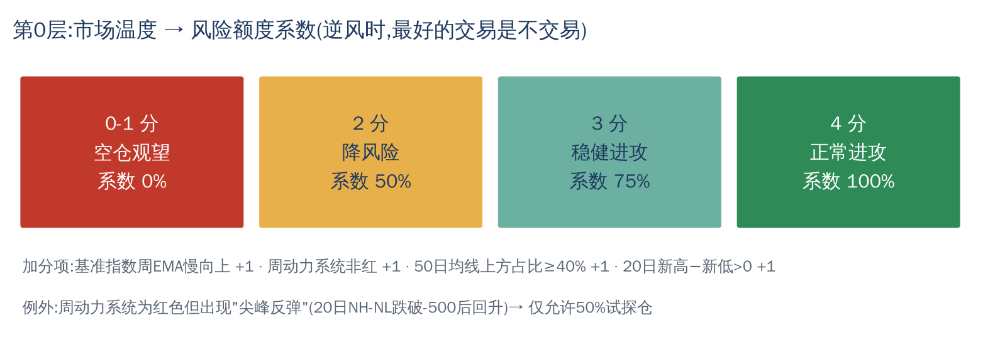 第0层:市场温度 → 风险额度系数(逆风时,最好的交易是不交易)
0-1 分
空仓观望
系数 0%
2 分
降风险
系数 50%
3 分
稳健进攻
系数 75%
4 分
正常进攻
系数 100%
加分项:基准指数周EMA慢向上 +1 · 周动力系统非红 +1 · 50日均线上方占比≥40% +1 · 20日新高−新低>0 +1
例外:周动力系统为红色但出现"尖峰反弹"(20日NH-NL跌破-500后回升)→ 仅允许50%试探仓